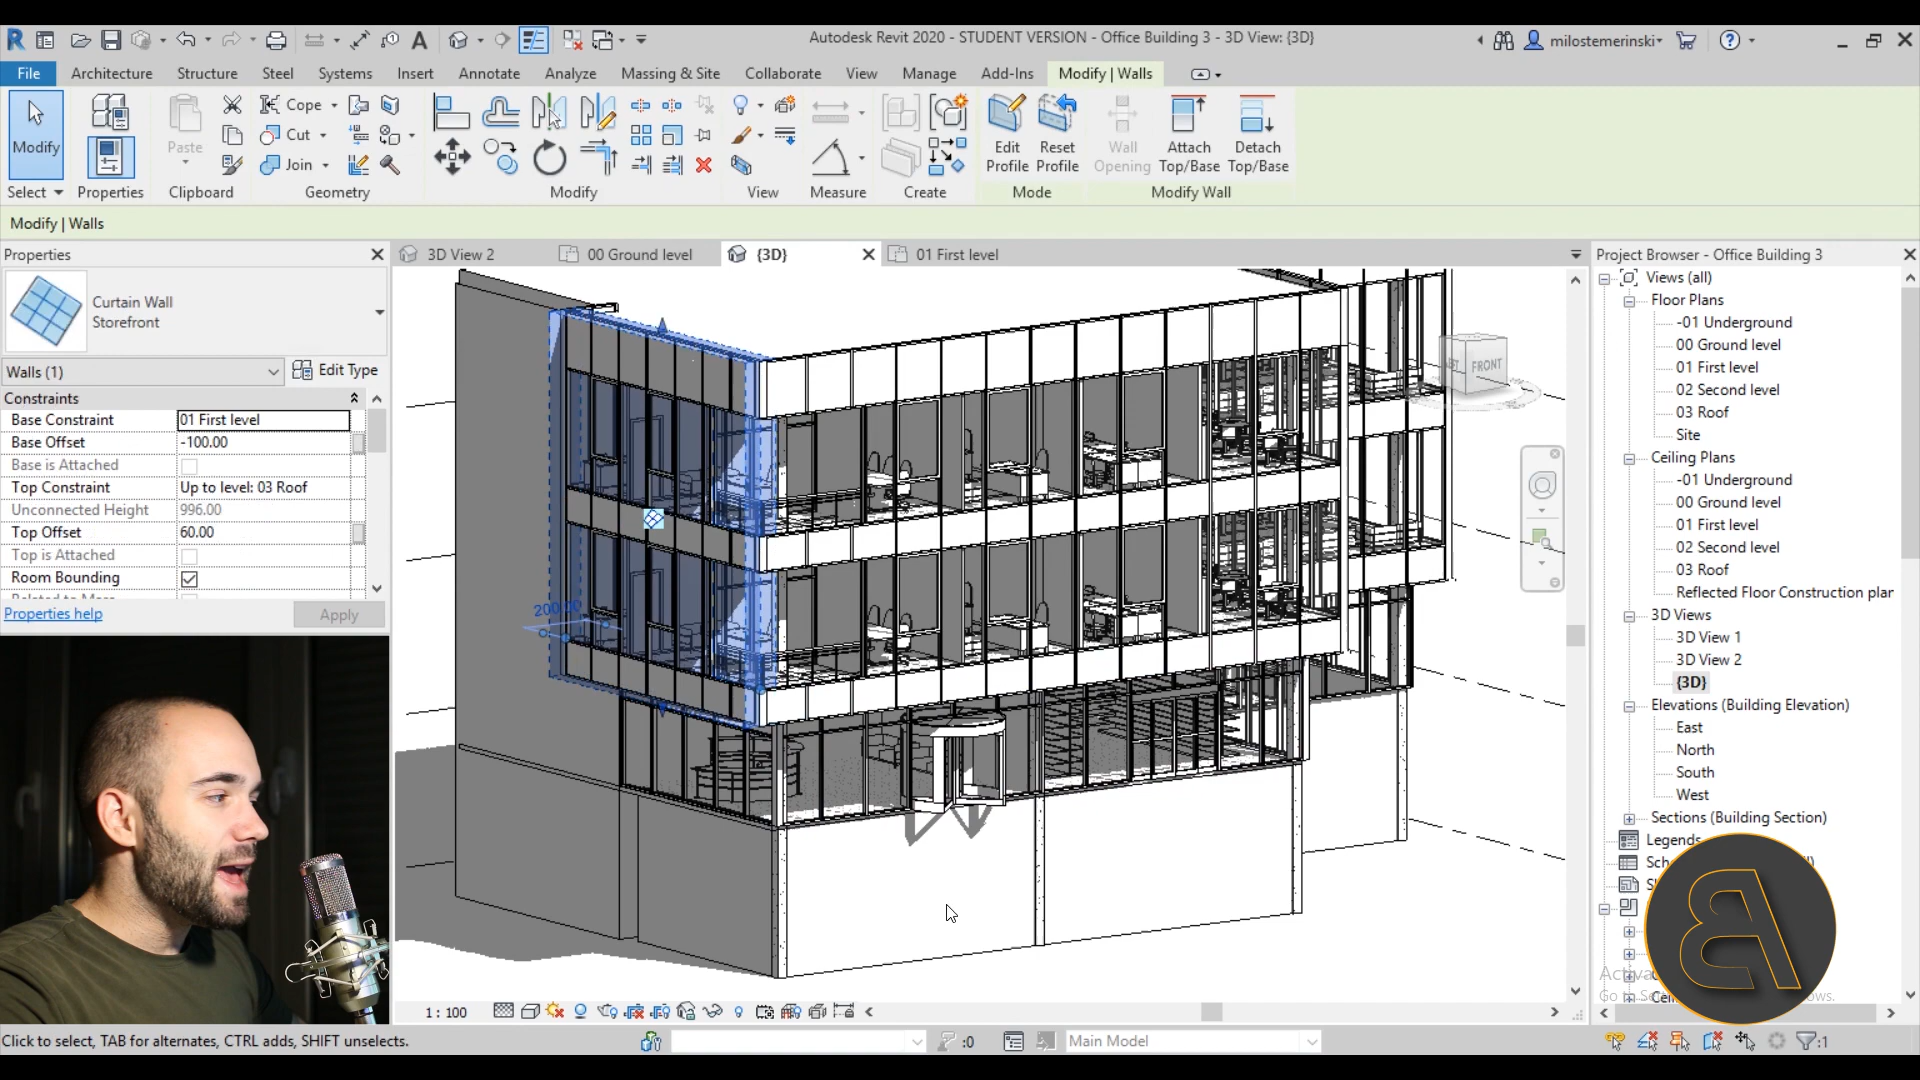 Autodesk Revit 2020 - STUDENT VERSION - Office Building 3 - 3D View: {3D}
milostemerinski
File Architecture Structure Steel Systems Insert Annotate Analyze Massing & Site Collaborate View Manage Add-Ins Modify | Walls
Modify
Paste
Cope
Cut
Join
Edit Profile
Reset Profile
Wall Opening
Attach Top/Base
Detach Top/Base
Select Properties Clipboard Geometry Modify View Measure Create Mode Modify Wall
Modify | Walls
Properties
3D View 2
00 Ground level
{3D}
01 First level
Project Browser - Office Building 3
Curtain Wall
Storefront
Walls (1)
Edit Type
Constraints
Base Constraint 01 First level
Base Offset -100.00
Base is Attached
Top Constraint Up to level: 03 Roof
Unconnected Height 996.00
Top Offset 60.00
Top is Attached
Room Bounding
Properties help
Apply
200.00
FRONT
Views (all)
Floor Plans
-01 Underground
00 Ground level
01 First level
02 Second level
03 Roof
Site
Ceiling Plans
-01 Underground
00 Ground level
01 First level
02 Second level
03 Roof
Reflected Floor Construction plan
3D Views
3D View 1
3D View 2
{3D}
Elevations (Building Elevation)
East
North
South
West
Sections (Building Section)
Legends
1 : 100
Click to select, TAB for alternates, CTRL adds, SHIFT unselects.
:0
Main Model
:1